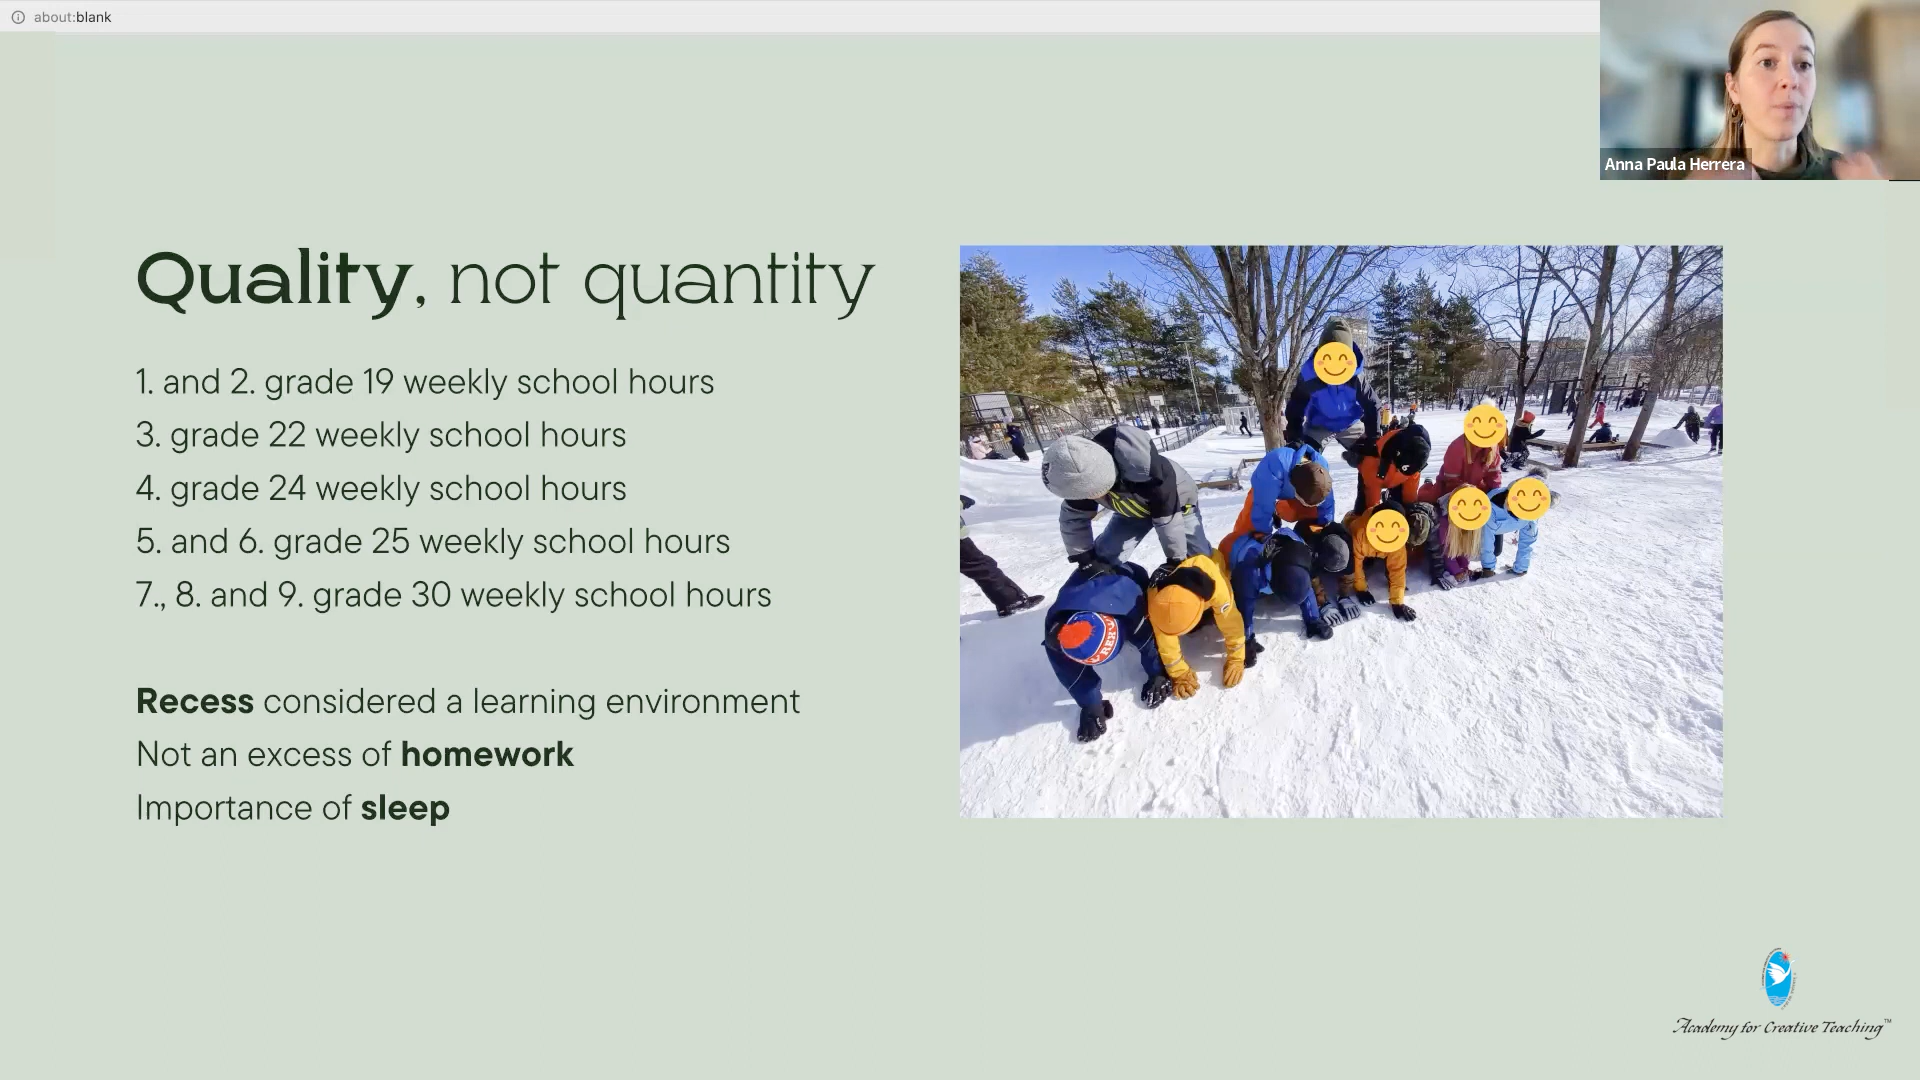 about:blank
Anna Paula Herrera
Quality, not quantity
1. and 2. grade 19 weekly school hours
3. grade 22 weekly school hours
4. grade 24 weekly school hours
5. and 6. grade 25 weekly school hours
7., 8. and 9. grade 30 weekly school hours
Recess considered a learning environment
Not an excess of homework
Importance of sleep
Academy for Creative Teaching™